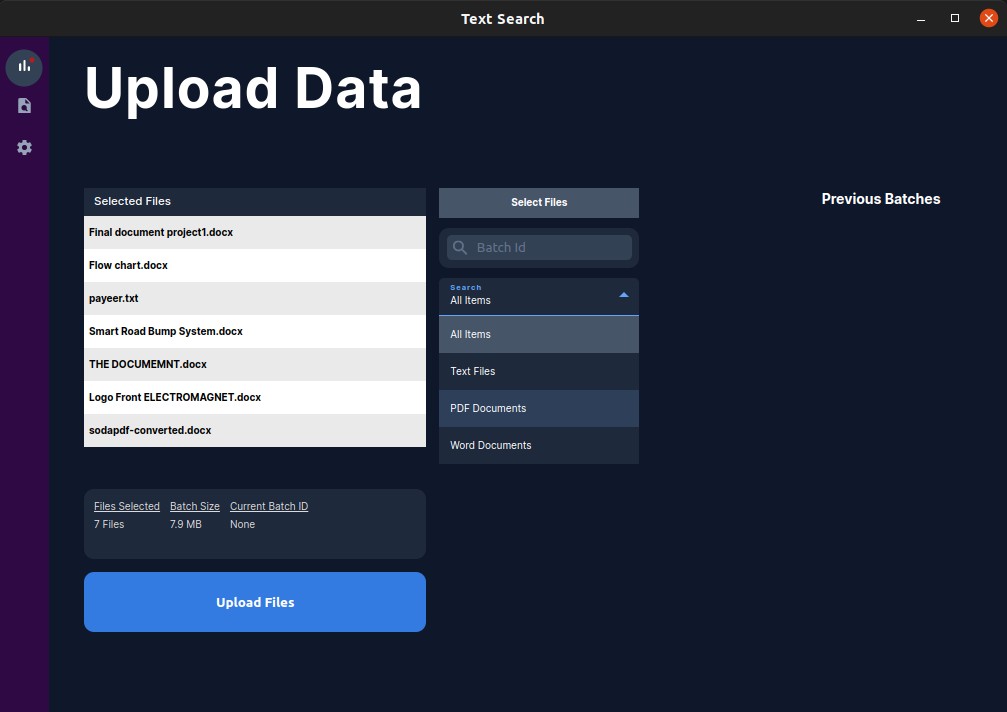 Text Search
Upload Data
Selected Files
Final document project1.docx
Flow chart.docx
payeer.txt
Smart Road Bump System.docx
THE DOCUMEMNT.docx
Logo Front ELECTROMAGNET.docx
sodapdf-converted.docx
Files Selected Batch Size Current Batch ID
7 Files 7.9 MB None
Upload Files
Select Files
Batch Id
Search
All Items
All Items
Text Files
PDF Documents
Word Documents
Previous Batches